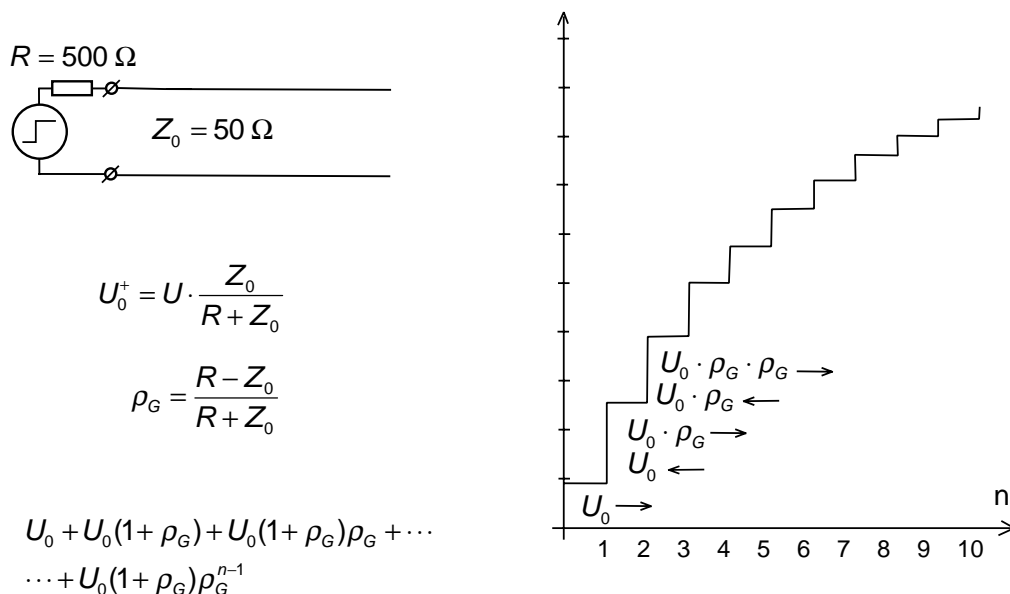 R = 500 Ω
Z₀ = 50 Ω
U₀⁺ = U · Z₀ / (R + Z₀)
ρ_G = (R − Z₀) / (R + Z₀)
U₀ + U₀(1 + ρ_G) + U₀(1 + ρ_G)ρ_G + ⋯
⋯ + U₀(1 + ρ_G)ρ_G^{n−1}
U₀ · ρ_G · ρ_G →
U₀ · ρ_G ←
U₀ · ρ_G →
U₀ ←
U₀ →
n
1 2 3 4 5 6 7 8 9 10